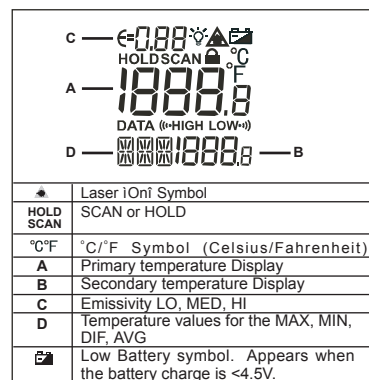 C
Є=0.88
HOLD SCAN
°C
°F
A
1888.8
DATA ((•HIGH LOW•))
D
1888.8
B
Laser ìOnî Symbol
HOLD
SCAN
SCAN or HOLD
°C°F
°C/°F Symbol (Celsius/Fahrenheit)
A
Primary temperature Display
B
Secondary temperature Display
C
Emissivity LO, MED, HI
D
Temperature values for the MAX, MIN,
DIF, AVG
Low Battery symbol. Appears when
the battery charge is <4.5V.